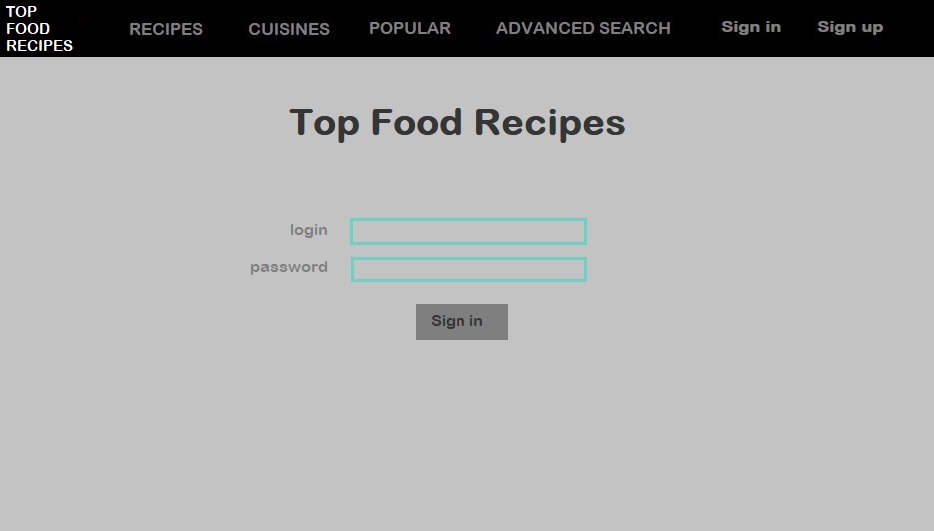 TOP
FOOD
RECIPES
RECIPES CUISINES POPULAR ADVANCED SEARCH Sign in Sign up
Top Food Recipes
login
password
Sign in